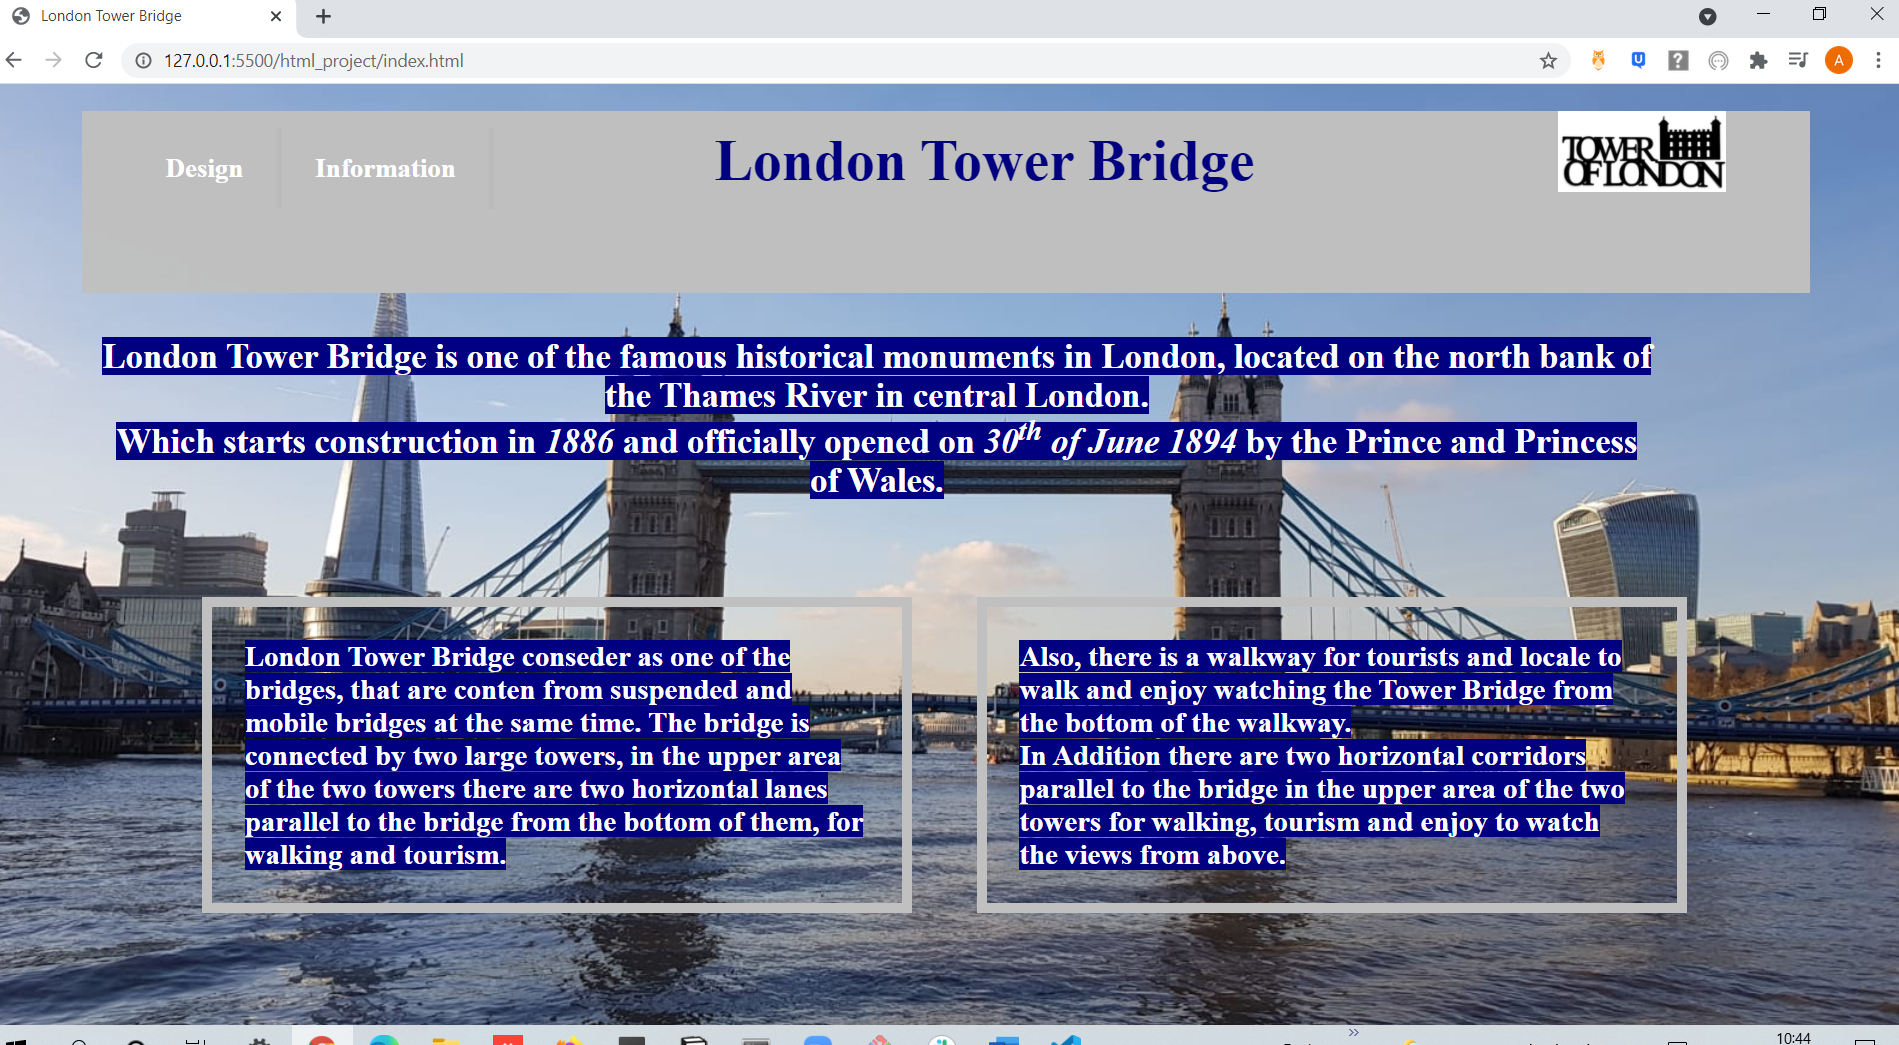 London Tower Bridge
127.0.0.1:5500/html_project/index.html
A
Design
Information
London Tower Bridge
TOWER
OF LONDON
London Tower Bridge is one of the famous historical monuments in London, located on the north bank of
the Thames River in central London.
Which starts construction in 1886 and officially opened on 30th of June 1894 by the Prince and Princess
of Wales.
London Tower Bridge conseder as one of the
bridges, that are conten from suspended and
mobile bridges at the same time. The bridge is
connected by two large towers, in the upper area
of the two towers there are two horizontal lanes
parallel to the bridge from the bottom of them, for
walking and tourism.
Also, there is a walkway for tourists and locale to
walk and enjoy watching the Tower Bridge from
the bottom of the walkway.
In Addition there are two horizontal corridors
parallel to the bridge in the upper area of the two
towers for walking, tourism and enjoy to watch
the views from above.
10:44